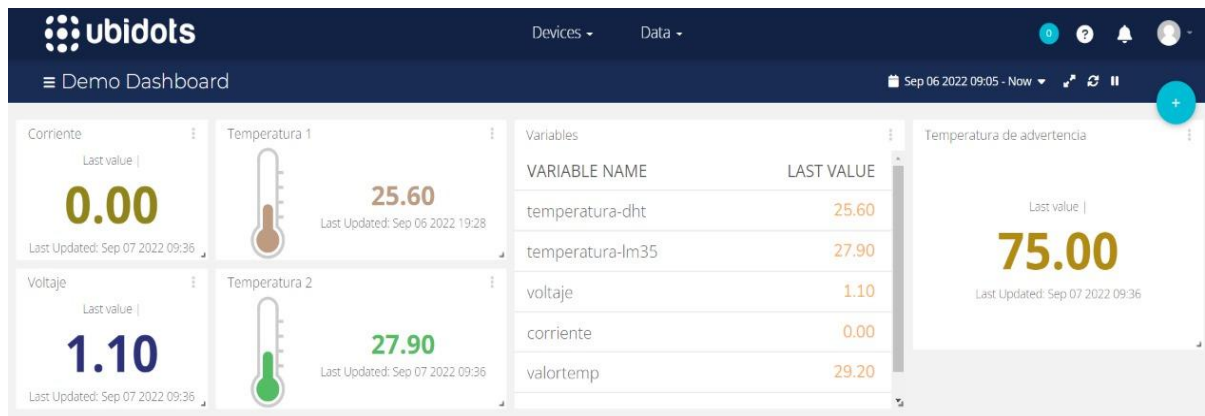 ubidots
Devices
Data
0
?
Demo Dashboard
Sep 06 2022 09:05 - Now
+
Corriente
Last value |
0.00
Last Updated: Sep 07 2022 09:36
Temperatura 1
25.60
Last Updated: Sep 06 2022 19:28
Voltaje
Last value |
1.10
Last Updated: Sep 07 2022 09:36
Temperatura 2
27.90
Last Updated: Sep 07 2022 09:36
Variables
VARIABLE NAME LAST VALUE
temperatura-dht 25.60
temperatura-lm35 27.90
voltaje 1.10
corriente 0.00
valortemp 29.20
Temperatura de advertencia
Last value |
75.00
Last Updated: Sep 07 2022 09:36